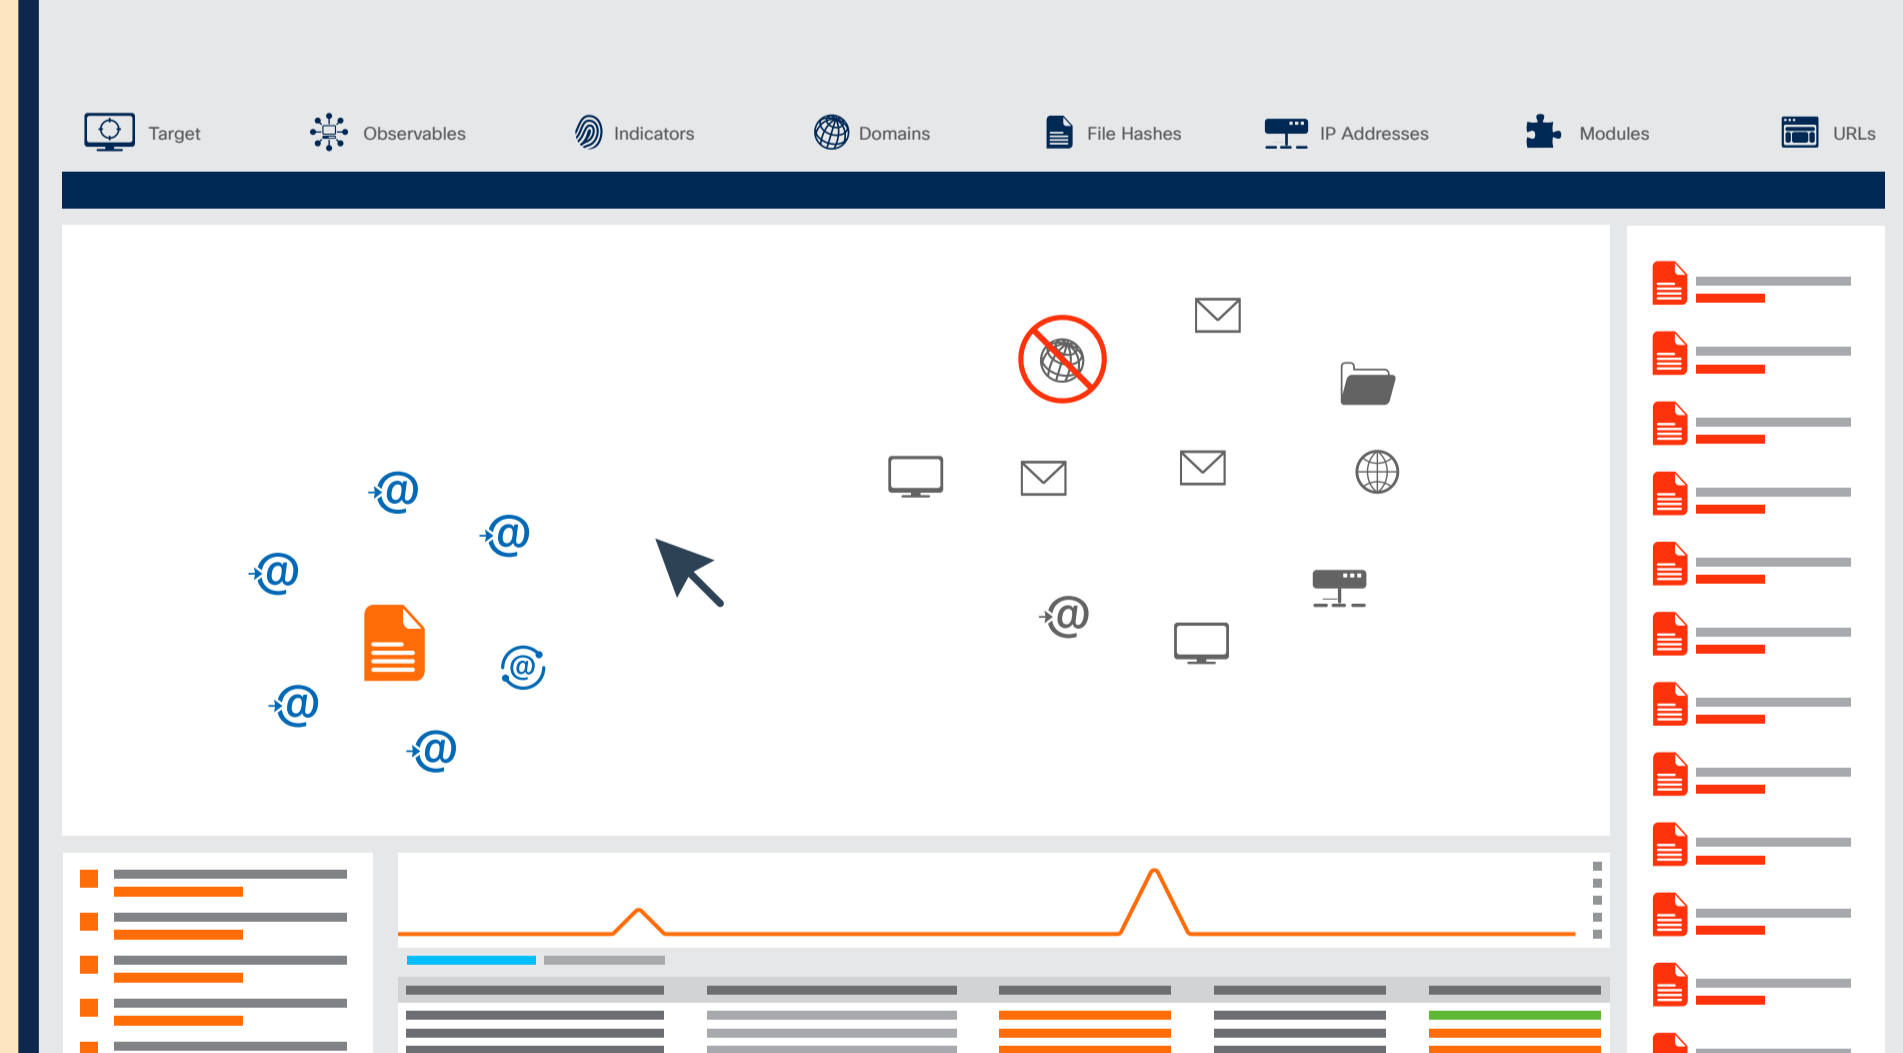 Target
Observables
Indicators
Domains
File Hashes
IP Addresses
Modules
URLs